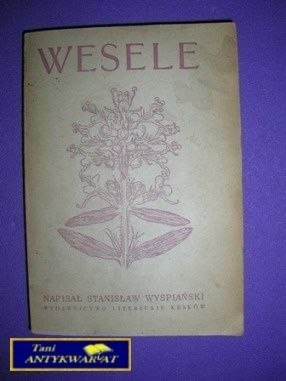 WESELE
NAPISAŁ STANISŁAW WYSPIAŃSKI
WYDAWNICTWO LITERACKIE KRAKÓW
Tani
ANTYKWARIAT